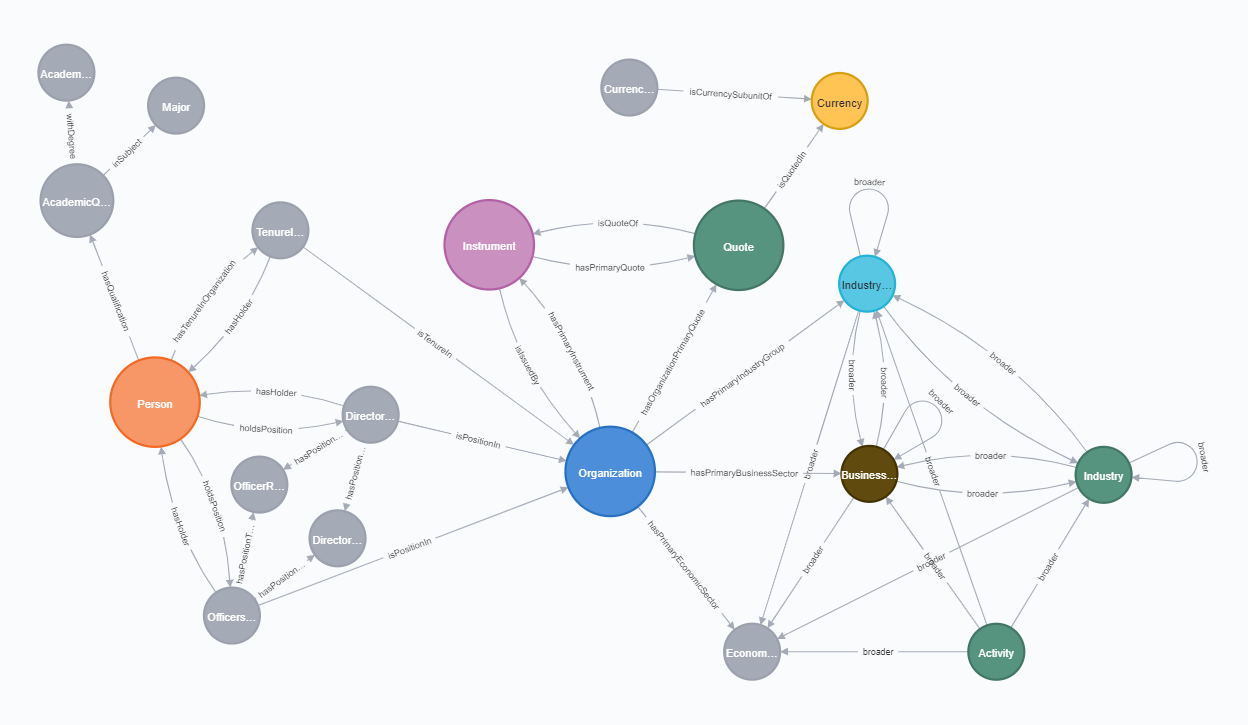 Academ...
Major
withDegree
inSubject
AcademicQ...
Currenc...
isCurrencySubunitOf
Currency
isQuotedIn
TenureI...
Instrument
isQuoteOf
hasPrimaryQuote
Quote
broader
Industry...
hasQualification
hasTenureInOrganization
hasHolder
isTenureIn
isIssuedBy
hasPrimaryInstrument
hasOrganizationPrimaryQuote
hasPrimaryIndustryGroup
broader
broader
broader
broader
broader
Person
hasHolder
holdsPosition
Director...
isPositionIn
hasPosition...
hasPosition...
OfficerR...
Organization
hasPrimaryBusinessSector
Business...
broader
broader
broader
broader
Industry
broader
holdsPosition
hasHolder
hasPositionT...
Director...
hasPosition...
isPositionIn
hasPrimaryEconomicSector
broader
broader
broader
broader
Officers...
Econom...
broader
Activity